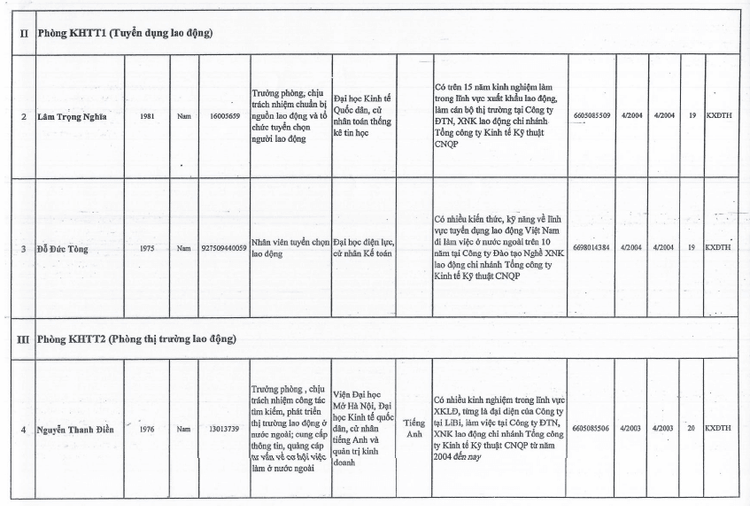 II Phòng KHTT1 (Tuyển dụng lao động)
2 Lâm Trọng Nghĩa 1981 Nam 16005659
Trưởng phòng, chịu
trách nhiệm chuẩn bị
nguồn lao động và tổ
chức tuyển chọn
người lao động
Đại học Kinh tế
Quốc dân, cử
nhân toán thống
kê tin học
Có trên 15 năm kinh nghiệm làm
trong lĩnh vực xuất khẩu lao động,
làm cán bộ thị trường tại Công ty
ĐTN, XNK lao động chi nhánh
Tổng công ty Kinh tế Kỹ thuật
CNQP
6605085509 4/2004 4/2004 19 KXĐTH
3 Đỗ Đức Tòng 1975 Nam 927509440059
Nhân viên tuyển chọn
lao động
Đại học điện lực,
cử nhân Kế toán
Có nhiều kiến thức, kỹ năng về lĩnh
vực tuyển dụng lao động Việt Nam
đi làm việc ở nước ngoài trên 10
năm tại Công ty Đào tạo Nghề XNK
lao động chi nhánh Tổng công ty
Kinh tế Kỹ thuật CNQP
6698014384 4/2004 4/2004 19 KXĐTH
III Phòng KHTT2 (Phòng thị trường lao động)
4 Nguyễn Thanh Điền 1976 Nam 13013739
Trưởng phòng , chịu
trách nhiệm công tác
tìm kiếm, phát triển
thị trường lao động ở
nước ngoài; cung cấp
thông tin, quảng cáp
tư vấn về cơ hội việc
làm ở nước ngoài
Viện Đại học
Mở Hà Nội, Đại
học Kinh tế quốc
dân, cử nhân
tiếng Anh và
quản trị kinh
doanh
Tiếng
Anh
Có nhiều kinh nghiệm trong lĩnh vực
XKLĐ, từng là đại diện của Công ty
tại LiBi, làm việc tại Công ty ĐTN,
XNK lao động chi nhánh Tổng công
ty Kinh tế Kỹ thuật CNQP từ năm
2004 đến nay
6605085506 4/2003 4/2003 20 KXĐTH